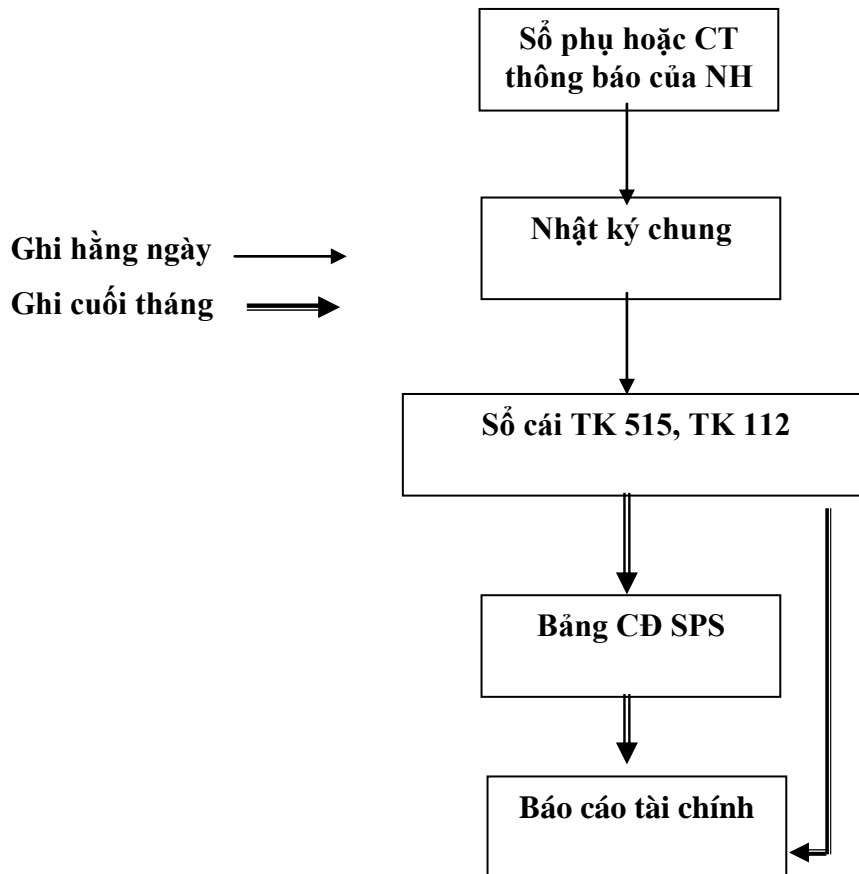 Sổ phụ hoặc CT
thông báo của NH
Nhật ký chung
Ghi hằng ngày
Ghi cuối tháng
Sổ cái TK 515, TK 112
Bảng CĐ SPS
Báo cáo tài chính